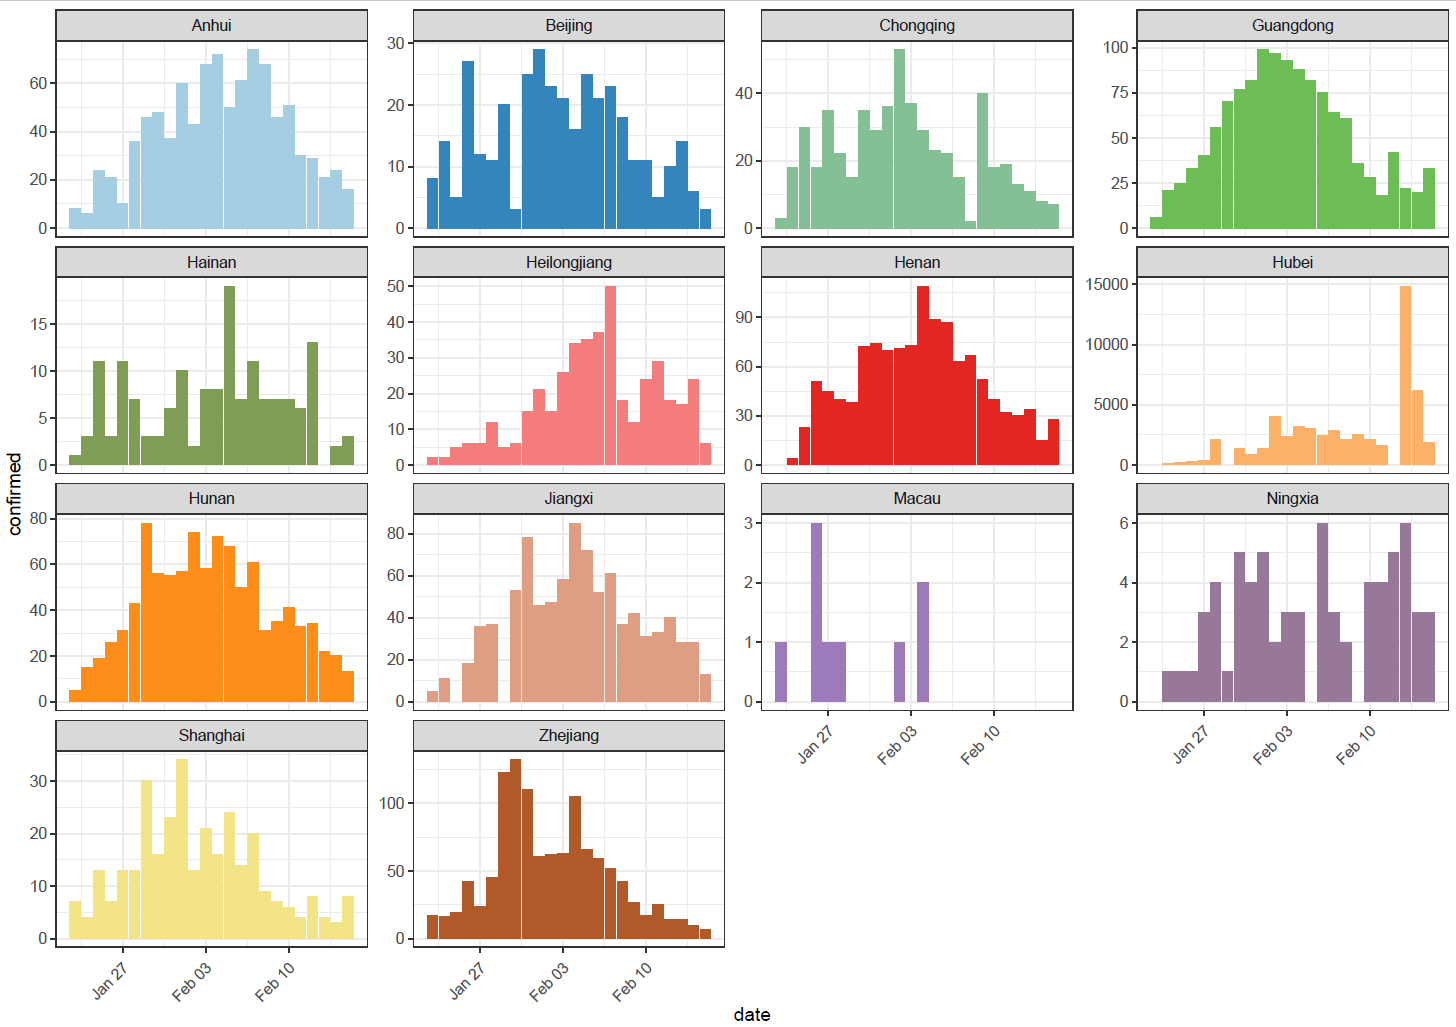 Anhui
Beijing
Chongqing
Guangdong
0
20
40
60
0
10
20
30
0
20
40
0
25
50
75
100
Hainan
Heilongjiang
Henan
Hubei
0
5
10
15
0
10
20
30
40
50
0
30
60
90
0
5000
10000
15000
Hunan
Jiangxi
Macau
Ningxia
0
20
40
60
80
0
20
40
60
80
0
1
2
3
0
2
4
6
Jan 27
Feb 03
Feb 10
Jan 27
Feb 03
Feb 10
Shanghai
Zhejiang
0
10
20
30
0
50
100
Jan 27
Feb 03
Feb 10
Jan 27
Feb 03
Feb 10
confirmed
date